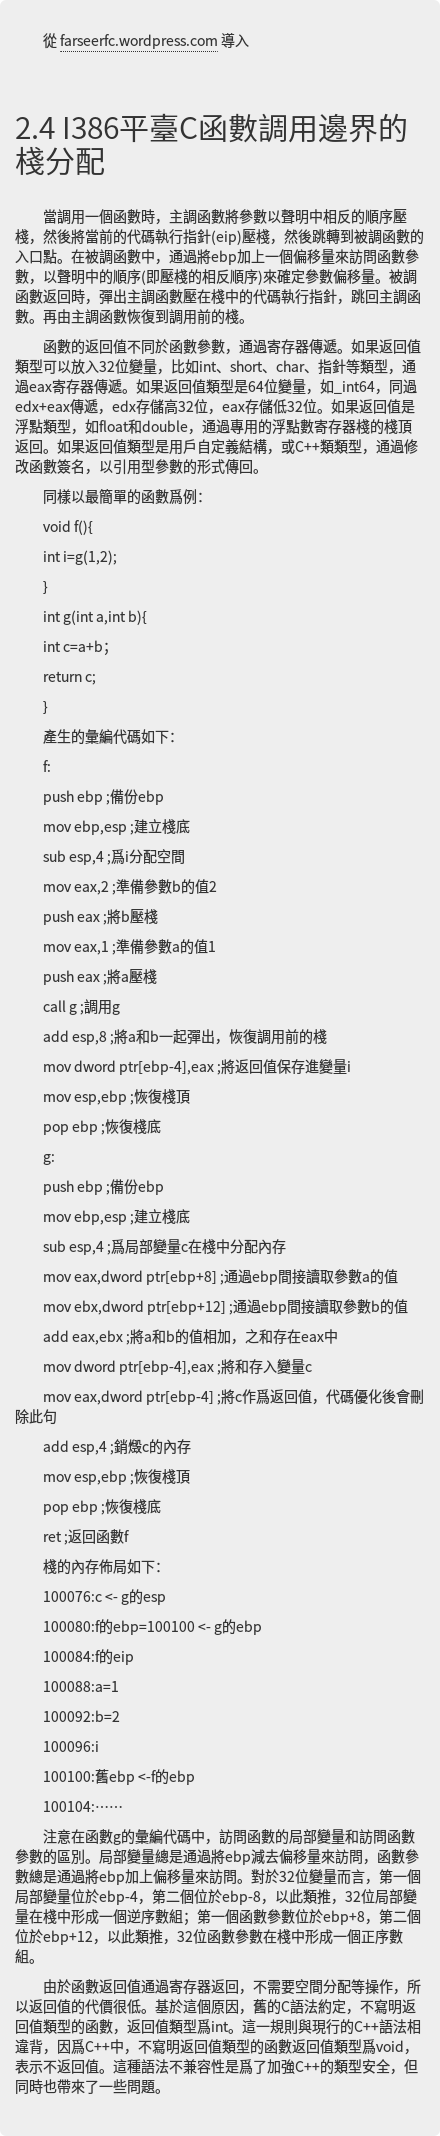 從 farseerfc.wordpress.com 導入
2.4 I386平臺C函數調用邊界的
棧分配
當調用一個函數時，主調函數將參數以聲明中相反的順序壓
棧，然後將當前的代碼執行指針(eip)壓棧，然後跳轉到被調函數的
入口點。在被調函數中，通過將ebp加上一個偏移量來訪問函數參
數，以聲明中的順序(即壓棧的相反順序)來確定參數偏移量。被調
函數返回時，彈出主調函數壓在棧中的代碼執行指針，跳回主調函
數。再由主調函數恢復到調用前的棧。
函數的返回值不同於函數參數，通過寄存器傳遞。如果返回值
類型可以放入32位變量，比如int、short、char、指針等類型，通
過eax寄存器傳遞。如果返回值類型是64位變量，如_int64，同過
edx+eax傳遞，edx存儲高32位，eax存儲低32位。如果返回值是
浮點類型，如float和double，通過專用的浮點數寄存器棧的棧頂
返回。如果返回值類型是用戶自定義結構，或C++類類型，通過修
改函數簽名，以引用型參數的形式傳回。
同樣以最簡單的函數爲例：
void f(){
int i=g(1,2);
}
int g(int a,int b){
int c=a+b；
return c;
}
產生的彙編代碼如下：
f:
push ebp ;備份ebp
mov ebp,esp ;建立棧底
sub esp,4 ;爲i分配空間
mov eax,2 ;準備參數b的值2
push eax ;將b壓棧
mov eax,1 ;準備參數a的值1
push eax ;將a壓棧
call g ;調用g
add esp,8 ;將a和b一起彈出，恢復調用前的棧
mov dword ptr[ebp-4],eax ;將返回值保存進變量i
mov esp,ebp ;恢復棧頂
pop ebp ;恢復棧底
g:
push ebp ;備份ebp
mov ebp,esp ;建立棧底
sub esp,4 ;爲局部變量c在棧中分配內存
mov eax,dword ptr[ebp+8] ;通過ebp間接讀取參數a的值
mov ebx,dword ptr[ebp+12] ;通過ebp間接讀取參數b的值
add eax,ebx ;將a和b的值相加，之和存在eax中
mov dword ptr[ebp-4],eax ;將和存入變量c
mov eax,dword ptr[ebp-4] ;將c作爲返回值，代碼優化後會刪
除此句
add esp,4 ;銷燬c的內存
mov esp,ebp ;恢復棧頂
pop ebp ;恢復棧底
ret ;返回函數f
棧的內存佈局如下：
100076:c <- g的esp
100080:f的ebp=100100 <- g的ebp
100084:f的eip
100088:a=1
100092:b=2
100096:i
100100:舊ebp <-f的ebp
100104:……
注意在函數g的彙編代碼中，訪問函數的局部變量和訪問函數
參數的區別。局部變量總是通過將ebp減去偏移量來訪問，函數參
數總是通過將ebp加上偏移量來訪問。對於32位變量而言，第一個
局部變量位於ebp-4，第二個位於ebp-8，以此類推，32位局部變
量在棧中形成一個逆序數組；第一個函數參數位於ebp+8，第二個
位於ebp+12，以此類推，32位函數參數在棧中形成一個正序數
組。
由於函數返回值通過寄存器返回，不需要空間分配等操作，所
以返回值的代價很低。基於這個原因，舊的C語法約定，不寫明返
回值類型的函數，返回值類型爲int。這一規則與現行的C++語法相
違背，因爲C++中，不寫明返回值類型的函數返回值類型爲void，
表示不返回值。這種語法不兼容性是爲了加強C++的類型安全，但
同時也帶來了一些問題。